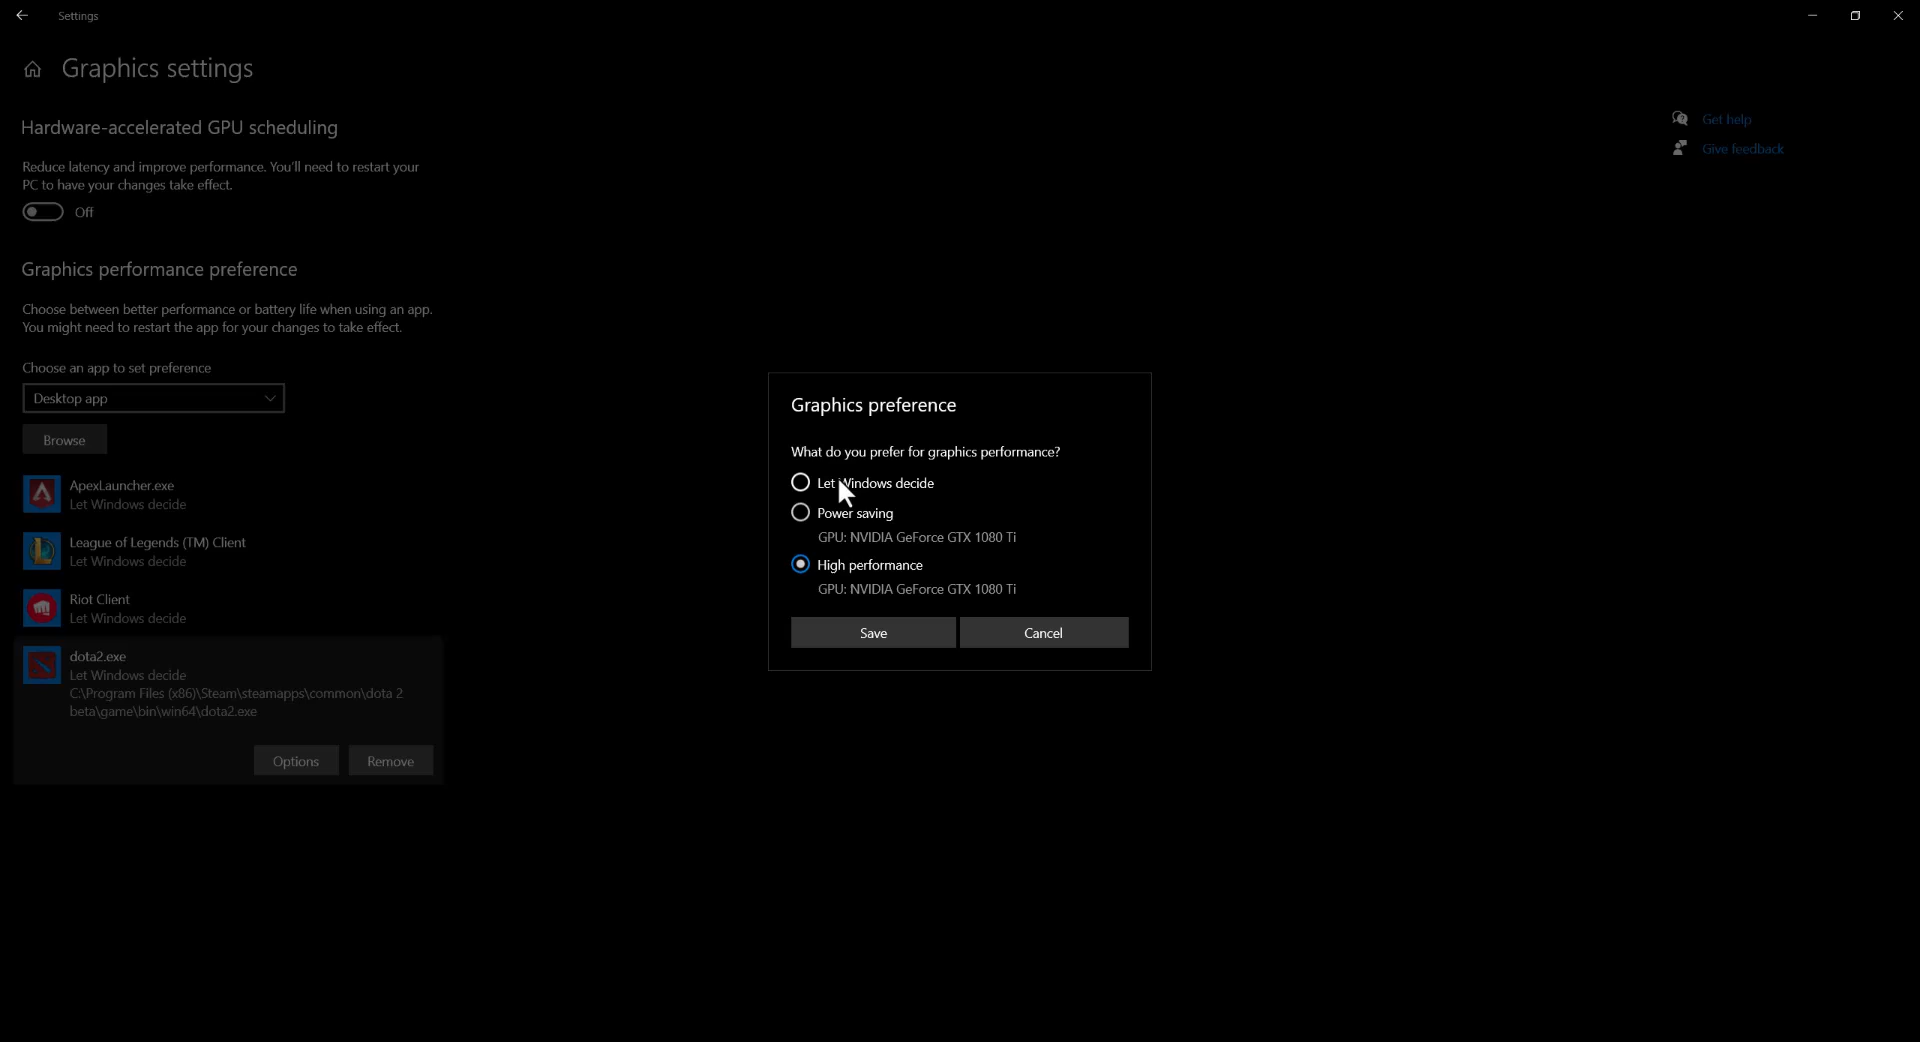 Settings
Graphics settings
Hardware-accelerated GPU scheduling
Reduce latency and improve performance. You'll need to restart your
PC to have your changes take effect.
Off
Graphics performance preference
Choose between better performance or battery life when using an app.
You might need to restart the app for your changes to take effect.
Choose an app to set preference
Desktop app
Browse
ApexLauncher.exe
Let Windows decide
League of Legends (TM) Client
Let Windows decide
Riot Client
Let Windows decide
dota2.exe
Let Windows decide
C:\Program Files (x86)\Steam\steamapps\common\dota 2
beta\game\bin\win64\dota2.exe
Options
Remove
Get help
Give feedback
Graphics preference
What do you prefer for graphics performance?
Let Windows decide
Power saving
GPU: NVIDIA GeForce GTX 1080 Ti
High performance
GPU: NVIDIA GeForce GTX 1080 Ti
Save
Cancel